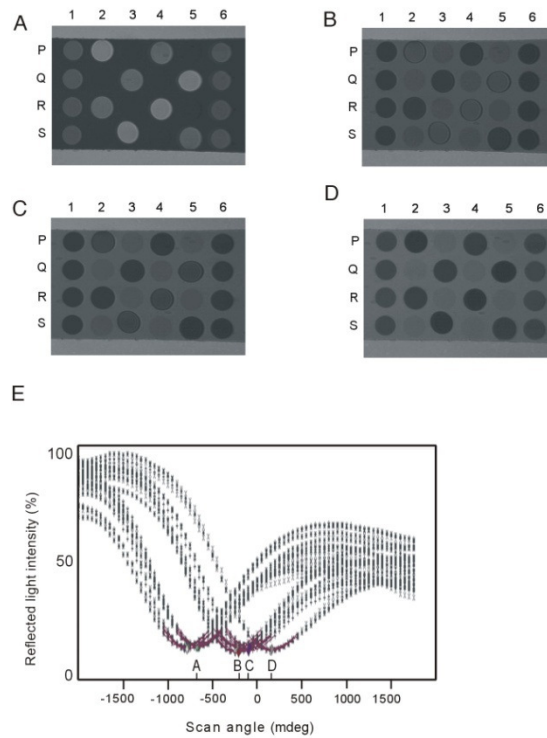 A
1 2 3 4 5 6
P
Q
R
S
B
1 2 3 4 5 6
P
Q
R
S
C
1 2 3 4 5 6
P
Q
R
S
D
1 2 3 4 5 6
P
Q
R
S
E
100
50
0
Reflected light intensity (%)
A B C D
-1500 -1000 -500 0 500 1000 1500
Scan angle (mdeg)